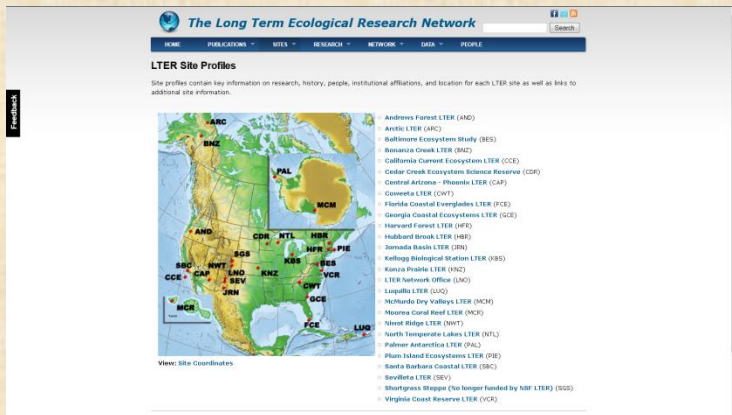 The Long Term Ecological Research Network
Search
HOME PUBLICATIONS SITES RESEARCH NETWORK DATA PEOPLE
LTER Site Profiles
Site profiles contain key information on research, history, people, institutional affiliations, and location for each LTER site as well as links to
additional site information.
Feedback
ARC
BNZ
PAL
MCM
AND
CDR NTL HBR
HFR PIE
SGS
KBS
BES
SBC NWT
LNO
KNZ
VCR
CCE CAP
SEV
CWT
JRN
GCE
MCR
FCE
LUQ
View: Site Coordinates
Andrews Forest LTER (AND)
Arctic LTER (ARC)
Baltimore Ecosystem Study (BES)
Bonanza Creek LTER (BNZ)
California Current Ecosystem LTER (CCE)
Cedar Creek Ecosystem Science Reserve (CDR)
Central Arizona - Phoenix LTER (CAP)
Coweeta LTER (CWT)
Florida Coastal Everglades LTER (FCE)
Georgia Coastal Ecosystems LTER (GCE)
Harvard Forest LTER (HFR)
Hubbard Brook LTER (HBR)
Jornada Basin LTER (JRN)
Kellogg Biological Station LTER (KBS)
Konza Prairie LTER (KNZ)
LTER Network Office (LNO)
Luquillo LTER (LUQ)
McMurdo Dry Valleys LTER (MCM)
Moorea Coral Reef LTER (MCR)
Niwot Ridge LTER (NWT)
North Temperate Lakes LTER (NTL)
Palmer Antarctica LTER (PAL)
Plum Island Ecosystems LTER (PIE)
Santa Barbara Coastal LTER (SBC)
Sevilleta LTER (SEV)
Shortgrass Steppe (No longer funded by NSF LTER) (SGS)
Virginia Coast Reserve LTER (VCR)